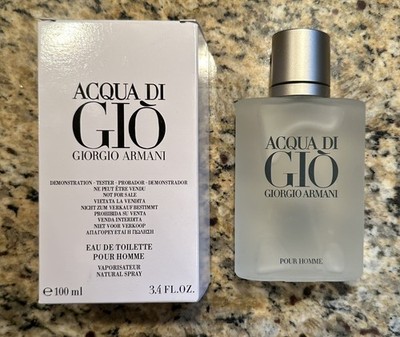 ACQUA DI
GIÒ
GIORGIO ARMANI
DEMONSTRATION - TESTER - PROBADOR - DEMONSTRADOR
NE PEUT ÊTRE VENDU
NOT FOR SALE
VIETATA LA VENDITA
NICHT ZUM VERKAUF BESTIMMT
PROHIBIDA SU VENTA
VENDA INTERDITA
NIET VOOR VERKOOP
ΑΠΑΓΟΡΕΥΕΤΑΙ Η ΠΩΛΗΣΗ
EAU DE TOILETTE
POUR HOMME
VAPORISATEUR
NATURAL SPRAY
e 100 ml 3.4 FL.OZ.
ACQUA DI
GIÒ
GIORGIO ARMANI
POUR HOMME